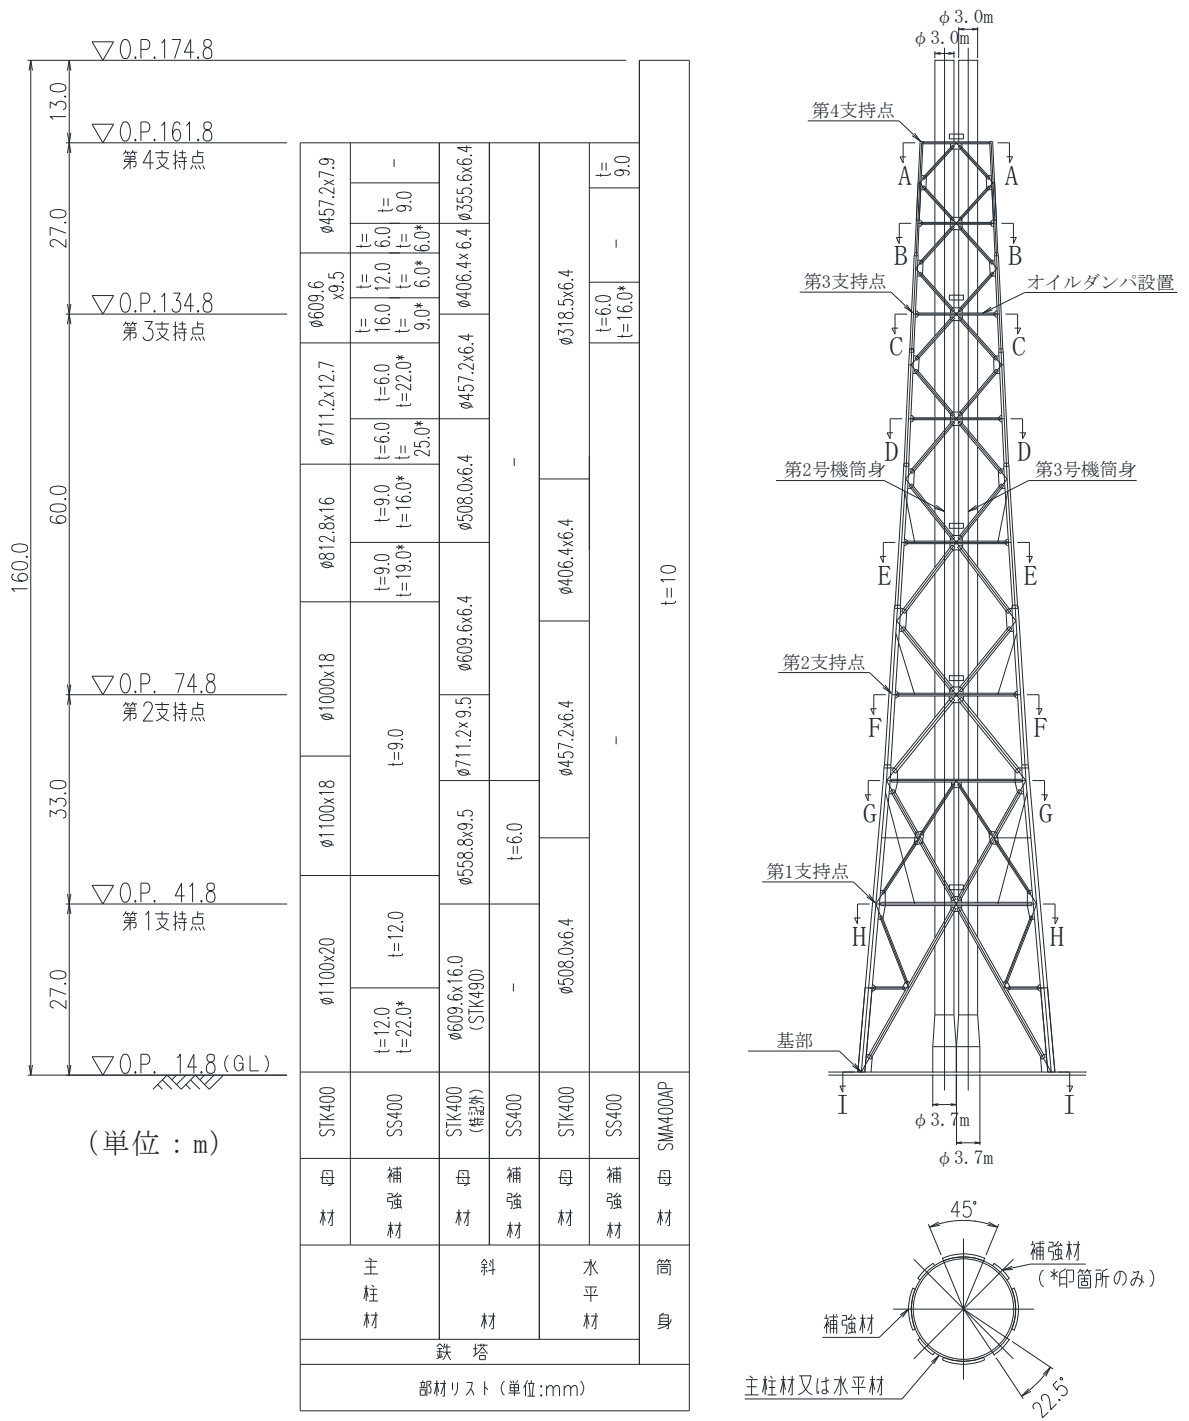 ▽O.P.174.8
13.0
▽O.P.161.8
第4支持点
27.0
▽O.P.134.8
第3支持点
60.0
160.0
▽O.P. 74.8
第2支持点
33.0
▽O.P. 41.8
第1支持点
27.0
▽O.P. 14.8(GL)
(単位：m)
φ457.2x7.9
φ609.6
x9.5
φ711.2x12.7
φ812.8x16
φ1000x18
φ1100x18
φ1100x20
STK400
母材
-
t=
9.0
t=
6.0
t=
6.0*
t=
12.0
t=
6.0*
t=
16.0
t=
9.0*
t=6.0
t=22.0*
t=6.0
t=
25.0*
t=9.0
t=16.0*
t=9.0
t=19.0*
t=9.0
t=12.0
t=12.0
t=22.0*
SS400
補強材
主柱材
φ355.6x6.4
φ406.4x6.4
φ457.2x6.4
φ508.0x6.4
φ609.6x6.4
φ711.2x9.5
φ558.8x9.5
φ609.6x16.0
(STK490)
STK400
(特記外)
母材
-
t=6.0
-
SS400
補強材
斜材
φ318.5x6.4
φ406.4x6.4
φ457.2x6.4
φ508.0x6.4
STK400
母材
t=
9.0
-
t=6.0
t=16.0*
-
SS400
補強材
水平材
t=10
SMA400AP
母材
筒身
鉄塔
部材リスト(単位:mm)
φ3.0m
φ3.0m
第4支持点
A
A
B
B
第3支持点
オイルダンパ設置
C
C
D
D
第2号機筒身
第3号機筒身
E
E
第2支持点
F
F
G
G
第1支持点
H
H
基部
I
I
φ3.7m
φ3.7m
45°
補強材
(*印箇所のみ)
補強材
主柱材又は水平材
22.5°